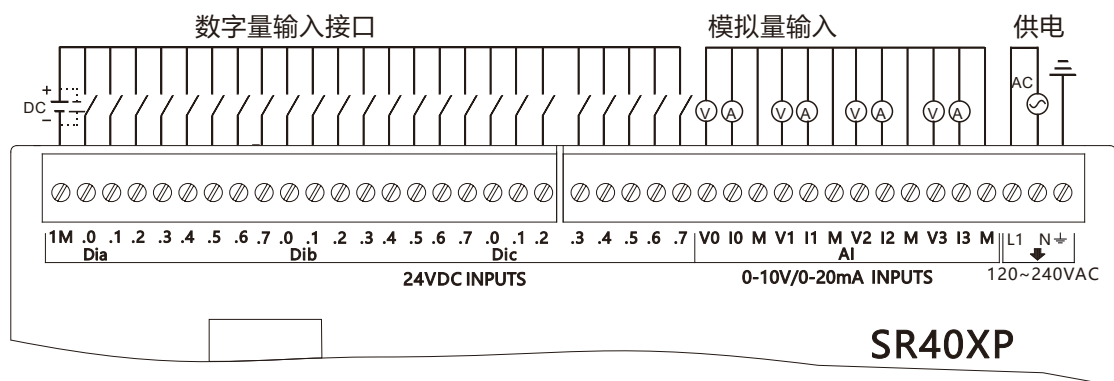 数字量输入接口 模拟量输入 供电
+ DC − V A V A V A V A AC
1M .0 .1 .2 .3 .4 .5 .6 .7 .0 .1 .2 .3 .4 .5 .6 .7 .0 .1 .2 .3 .4 .5 .6 .7 V0 I0 M V1 I1 M V2 I2 M V3 I3 M L1 N
Dia Dib Dic AI
24VDC INPUTS 0-10V/0-20mA INPUTS 120~240VAC
SR40XP